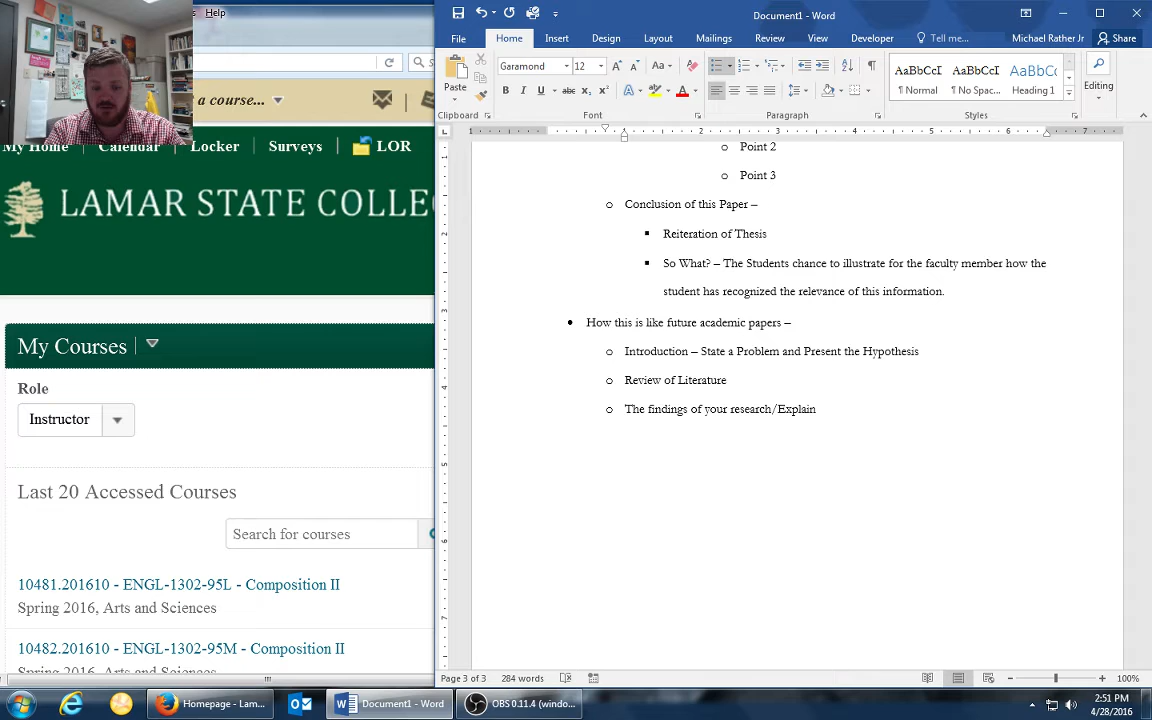 Help
a course...
My Home Calendar Locker Surveys LOR
LAMAR STATE COLLE
My Courses
Role
Instructor
Last 20 Accessed Courses
Search for courses
10481.201610 - ENGL-1302-95L - Composition II
Spring 2016, Arts and Sciences
10482.201610 - ENGL-1302-95M - Composition II
Spring 2016, Arts and Sciences
Document1 - Word
File Home Insert Design Layout Mailings Review View Developer Tell me... Michael Rather Jr Share
Paste
Garamond 12
Clipboard Font Paragraph Styles
AaBbCcI AaBbCcI AaBbCc
¶ Normal ¶ No Spac... Heading 1
Editing
Point 2
Point 3
Conclusion of this Paper –
Reiteration of Thesis
So What? – The Students chance to illustrate for the faculty member how the
student has recognized the relevance of this information.
How this is like future academic papers –
Introduction – State a Problem and Present the Hypothesis
Review of Literature
The findings of your research/Explain
Page 3 of 3 284 words 100%
Homepage - Lam... Document1 - Word OBS 0.11.4 (windo...
2:51 PM
4/28/2016